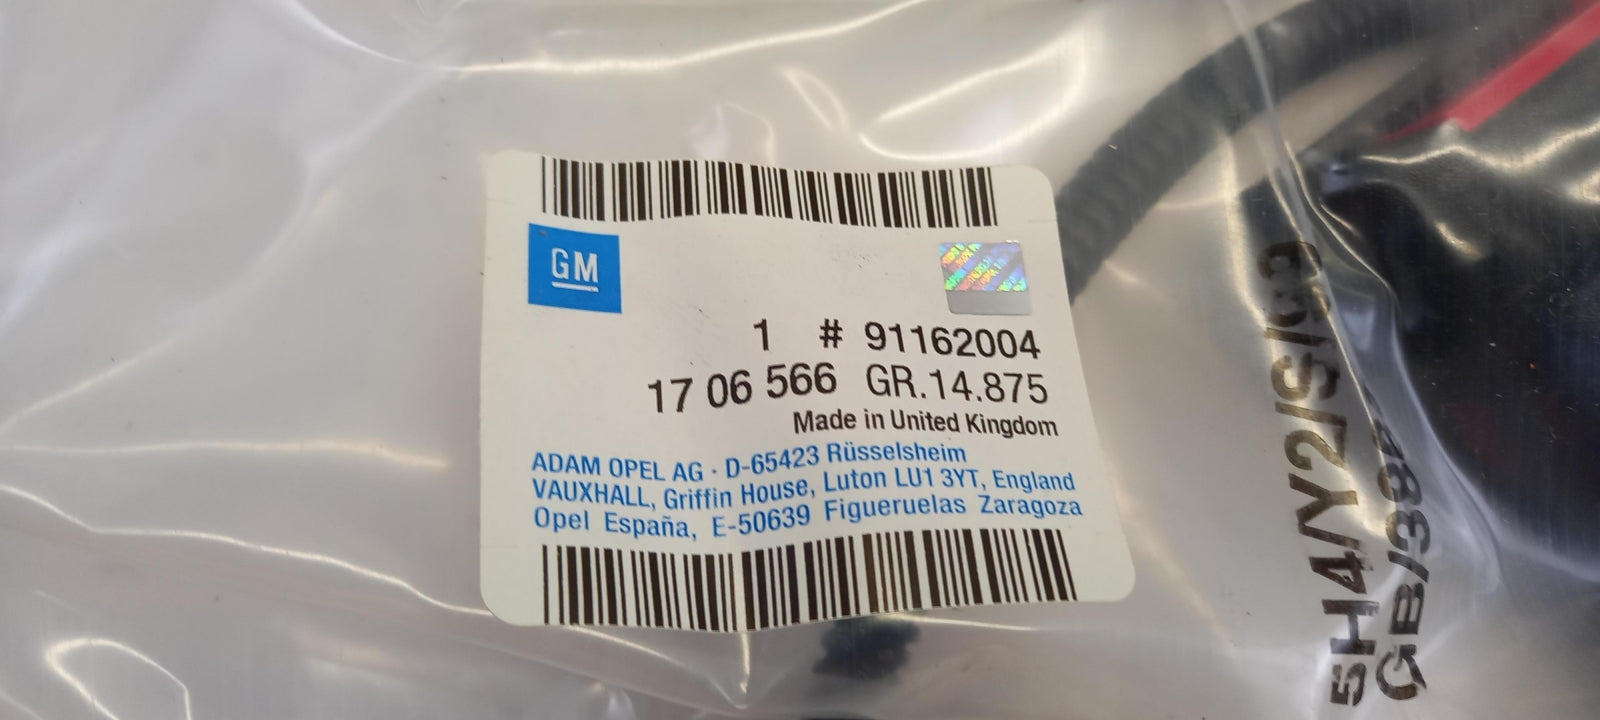 GM
1 # 91162004
17 06 566 GR.14.875
Made in United Kingdom
ADAM OPEL AG · D-65423 Rüsselsheim
VAUXHALL, Griffin House, Luton LU1 3YT, England
Opel España, E-50639 Figueruelas Zaragoza